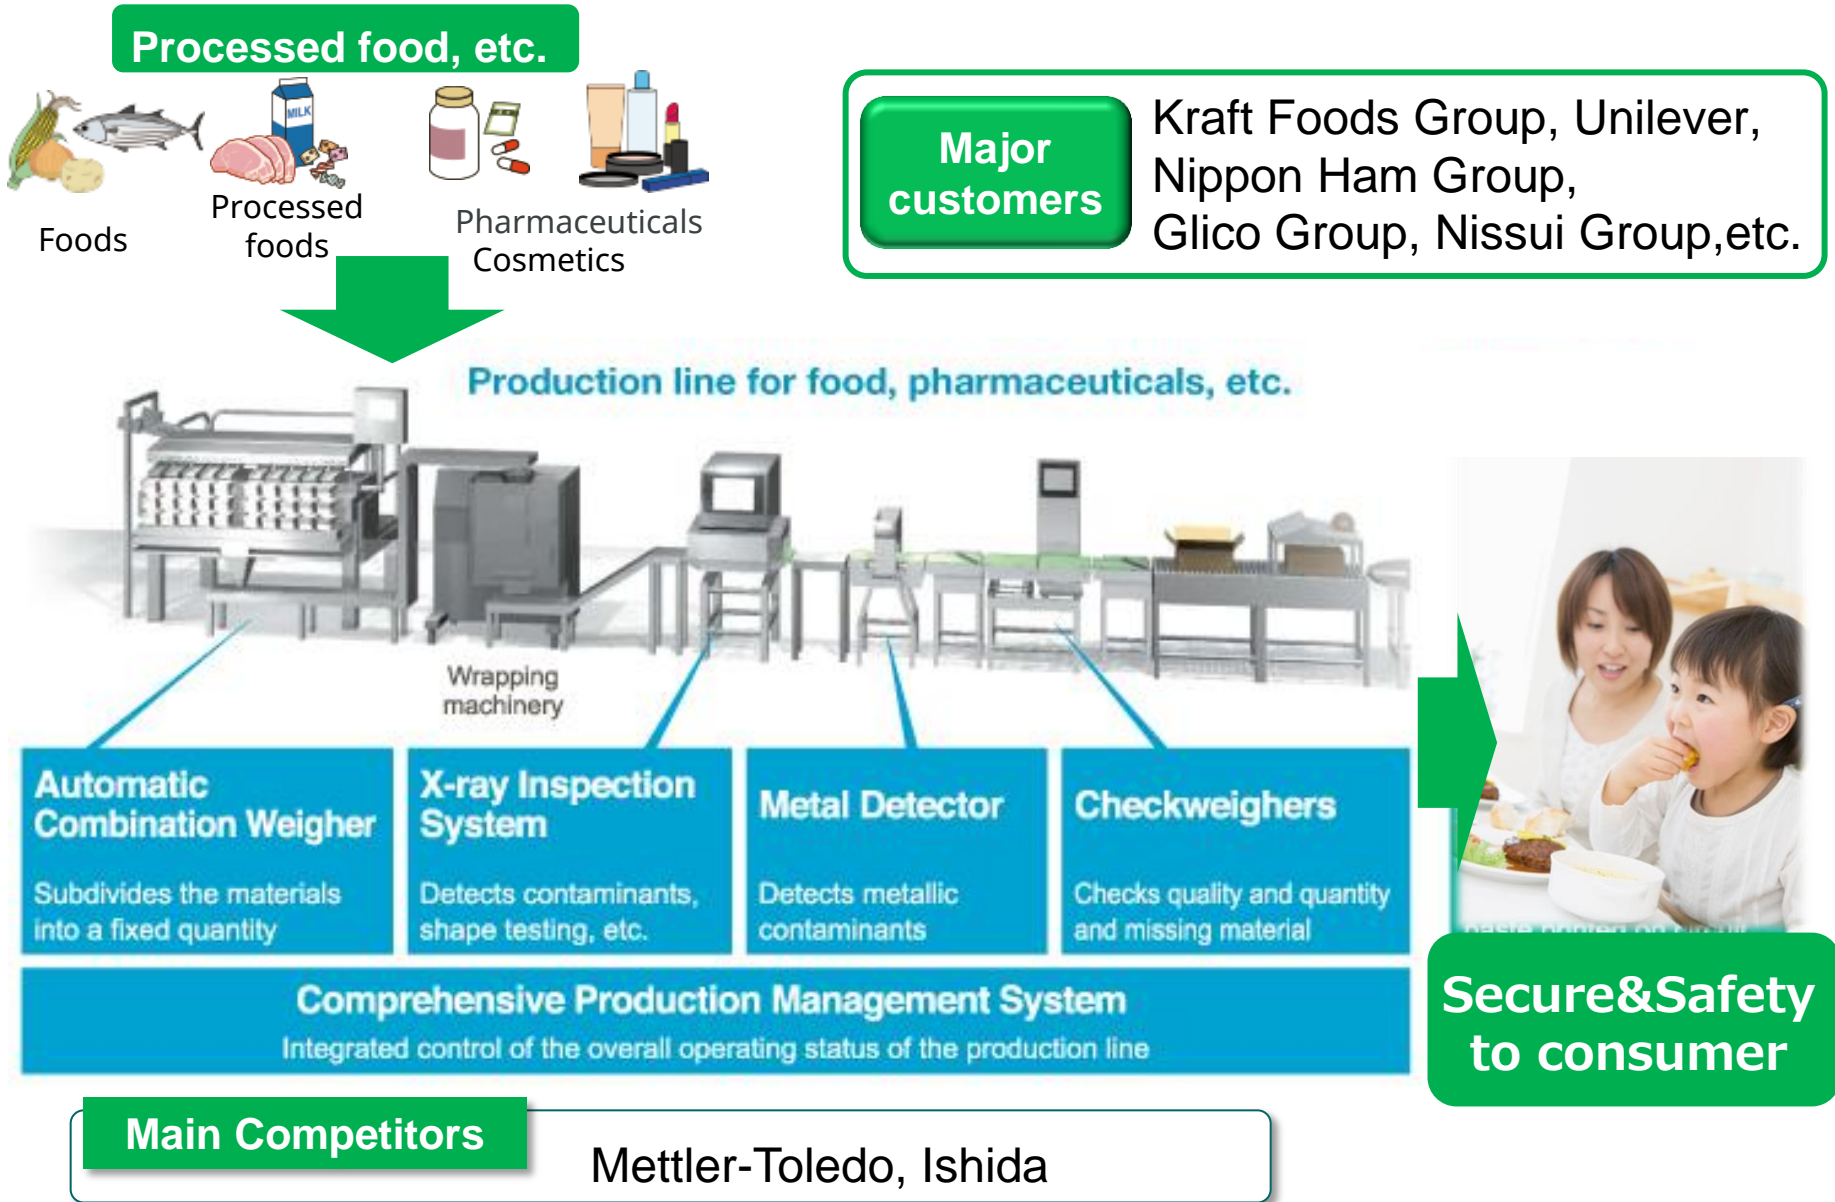 Processed food, etc.
MILK
Foods
Processed
foods
Pharmaceuticals
Cosmetics
Major
customers
Kraft Foods Group, Unilever,
Nippon Ham Group,
Glico Group, Nissui Group,etc.
Production line for food, pharmaceuticals, etc.
Wrapping
machinery
Automatic
Combination Weigher
Subdivides the materials
into a fixed quantity
X-ray Inspection
System
Detects contaminants,
shape testing, etc.
Metal Detector
Detects metallic
contaminants
Checkweighers
Checks quality and quantity
and missing material
Comprehensive Production Management System
Integrated control of the overall operating status of the production line
Secure&Safety
to consumer
Main Competitors
Mettler-Toledo, Ishida